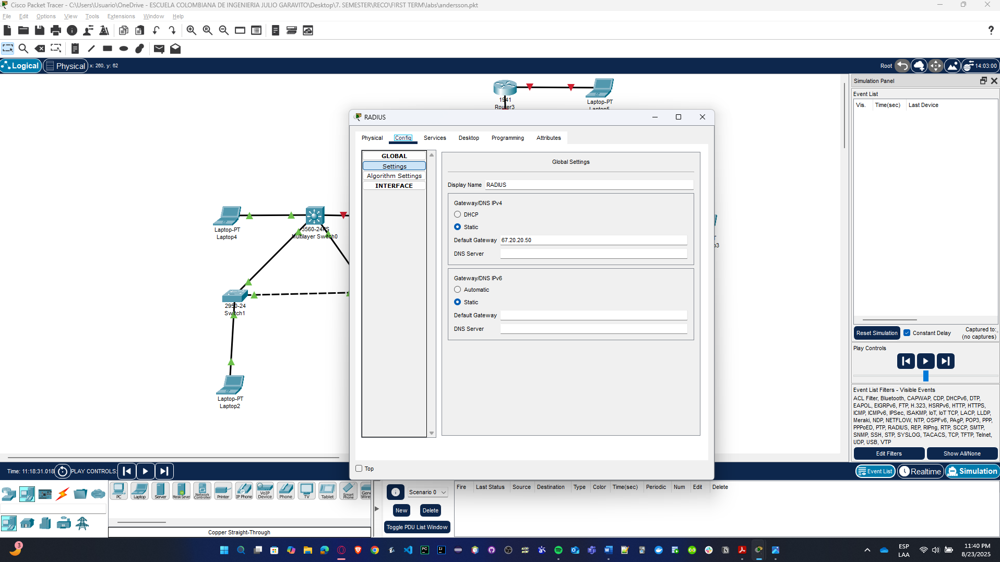 Cisco Packet Tracer - C:\Users\Usuario\OneDrive - ESCUELA COLOMBIANA DE INGENIERIA JULIO GARAVITO\Desktop\7. SEMESTER\RECO\FIRST TERM\labs\andersson.pkt
File Edit Options View Tools Extensions Window Help
Logical Physical x: 260, y: 62
Root 14:03:00
1941
Router3
Laptop-PT
Laptop5
Laptop-PT
Laptop4
3560-24PS
Multilayer Switch0
2950-24
Switch1
Laptop-PT
Laptop2
RADIUS
Physical Config Services Desktop Programming Attributes
GLOBAL
Settings
Algorithm Settings
INTERFACE
Global Settings
Display Name RADIUS
Gateway/DNS IPv4
DHCP
Static
Default Gateway 67.20.20.50
DNS Server
Gateway/DNS IPv6
Automatic
Static
Default Gateway
DNS Server
Top
Simulation Panel
Event List
Vis. Time(sec) Last Device
Reset Simulation Constant Delay Captured to:
(no captures)
Play Controls
Event List Filters - Visible Events
ACL Filter, Bluetooth, CAPWAP, CDP, DHCPv6, DTP,
EAPOL, EIGRPv6, FTP, H.323, HSRPv6, HTTP, HTTPS,
ICMP, ICMPv6, IPSec, ISAKMP, IoT, IoT TCP, LACP, LLDP,
Meraki, NDP, NETFLOW, NTP, OSPFv6, PAgP, POP3, PPP,
PPPoED, PTP, RADIUS, REP, RIPng, RTP, SCCP, SMTP,
SNMP, SSH, STP, SYSLOG, TACACS, TCP, TFTP, Telnet,
UDP, USB, VTP
Edit Filters Show All/None
Time: 11:18:31.018 PLAY CONTROLS:
Event List Realtime Simulation
PC Laptop Server Meraki Server Network Controller Printer IP Phone VoIP Device Phone TV Tablet Smart Phone
Copper Straight-Through
Scenario 0
New Delete
Toggle PDU List Window
Fire Last Status Source Destination Type Color Time(sec) Periodic Num Edit Delete
3
ESP
LAA
11:40 PM
8/23/2025